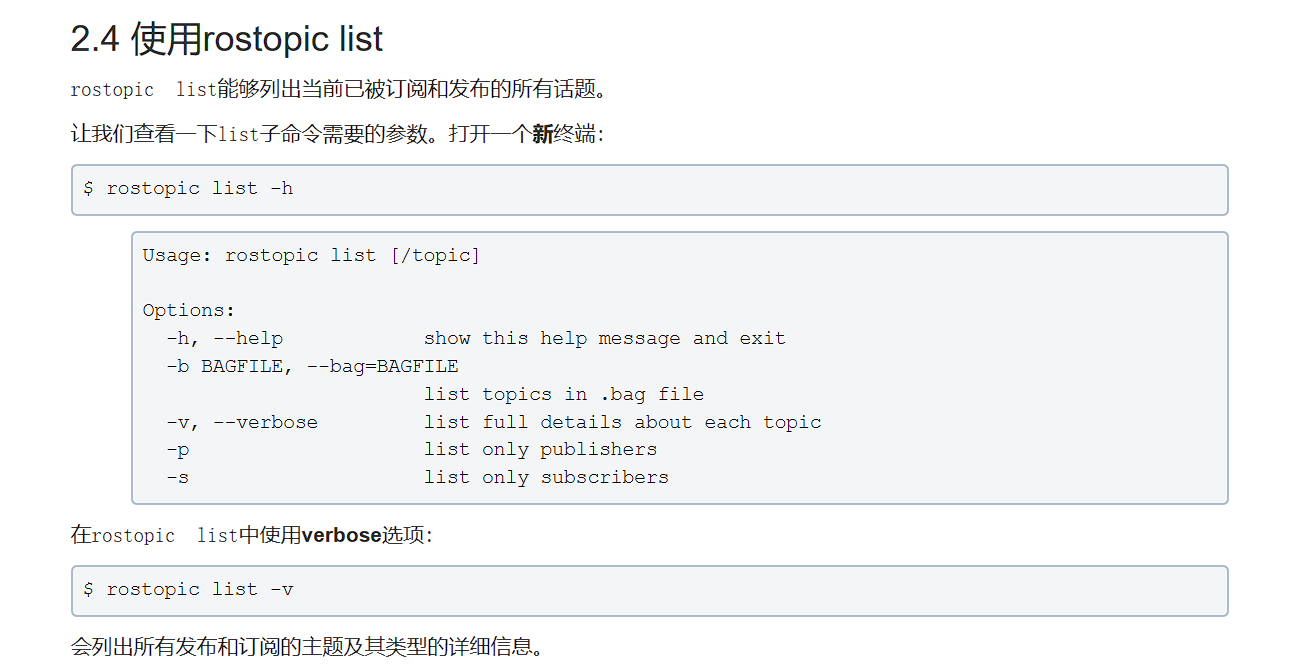 2.4 使用rostopic list
rostopic list能够列出当前已被订阅和发布的所有话题。
让我们查看一下list子命令需要的参数。打开一个新终端：
$ rostopic list -h
Usage: rostopic list [/topic]
Options:
-h, --help show this help message and exit
-b BAGFILE, --bag=BAGFILE
list topics in .bag file
-v, --verbose list full details about each topic
-p list only publishers
-s list only subscribers
在rostopic list中使用verbose选项：
$ rostopic list -v
会列出所有发布和订阅的主题及其类型的详细信息。